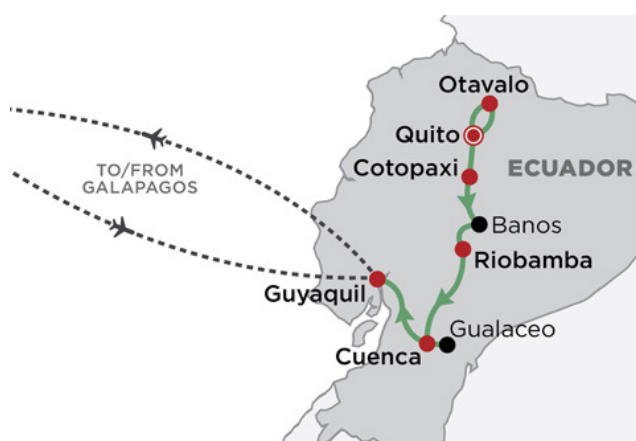 Otavalo
Quito
Cotopaxi
ECUADOR
TO/FROM
GALAPAGOS
Banos
Riobamba
Guyaquil
Gualaceo
Cuenca